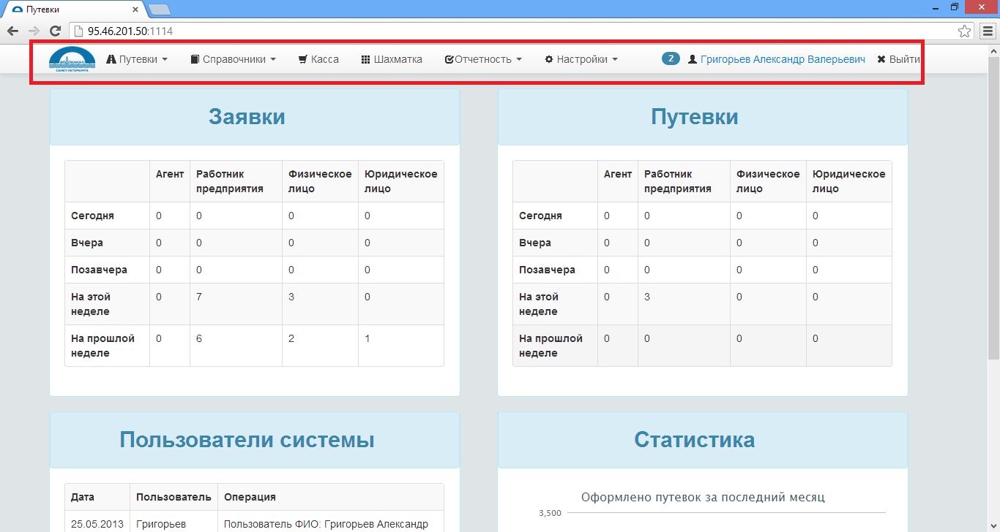 Путевки
95.46.201.50:1114
ВОДОКАНАЛ
САНКТ-ПЕТЕРБУРГА
Путевки Справочники Касса Шахматка Отчетность Настройки 2 Григорьев Александр Валерьевич Выйти
Заявки
Агент Работник предприятия Физическое лицо Юридическое лицо
Сегодня 0 0 0 0
Вчера 0 0 0 0
Позавчера 0 0 0 0
На этой неделе 0 7 3 0
На прошлой неделе 0 6 2 1
Путевки
Агент Работник предприятия Физическое лицо Юридическое лицо
Сегодня 0 0 0 0
Вчера 0 0 0 0
Позавчера 0 0 0 0
На этой неделе 0 3 0 0
На прошлой неделе 0 0 0 0
Пользователи системы
Дата Пользователь Операция
25.05.2013 Григорьев Пользователь ФИО: Григорьев Александр
Статистика
Оформлено путевок за последний месяц
3,500